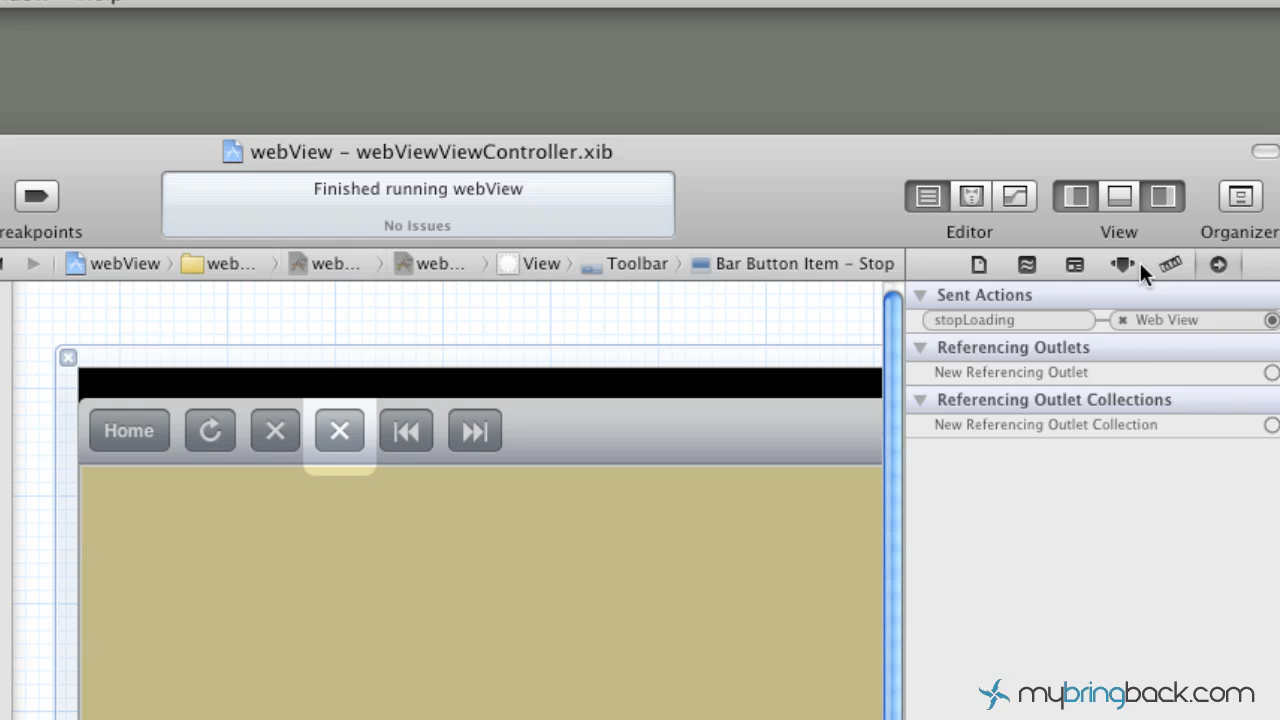 webView – webViewViewController.xib
Finished running webView
No Issues
reakpoints
Editor
View
Organizer
webView
web...
web...
web...
View
Toolbar
Bar Button Item – Stop
Sent Actions
stopLoading
Web View
Referencing Outlets
New Referencing Outlet
Referencing Outlet Collections
New Referencing Outlet Collection
Home
mybringback.com